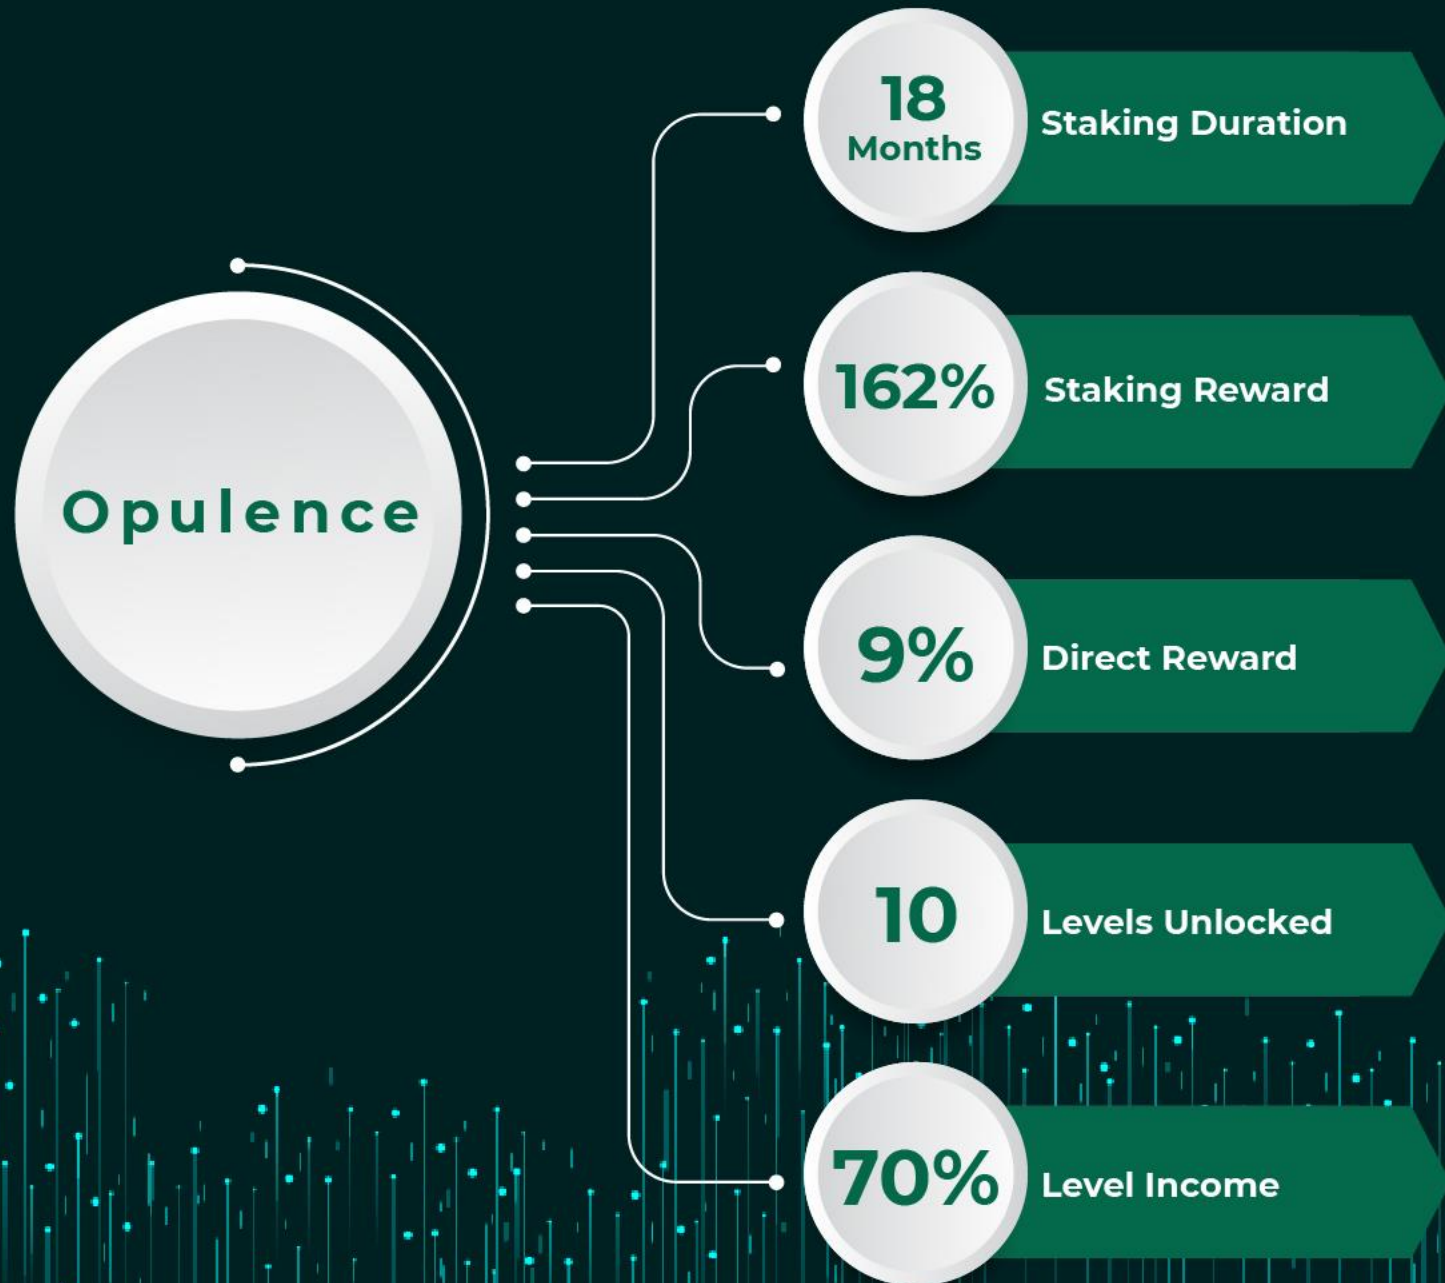 Opulence
18
Months
Staking Duration
162%
Staking Reward
9%
Direct Reward
10
Levels Unlocked
70%
Level Income